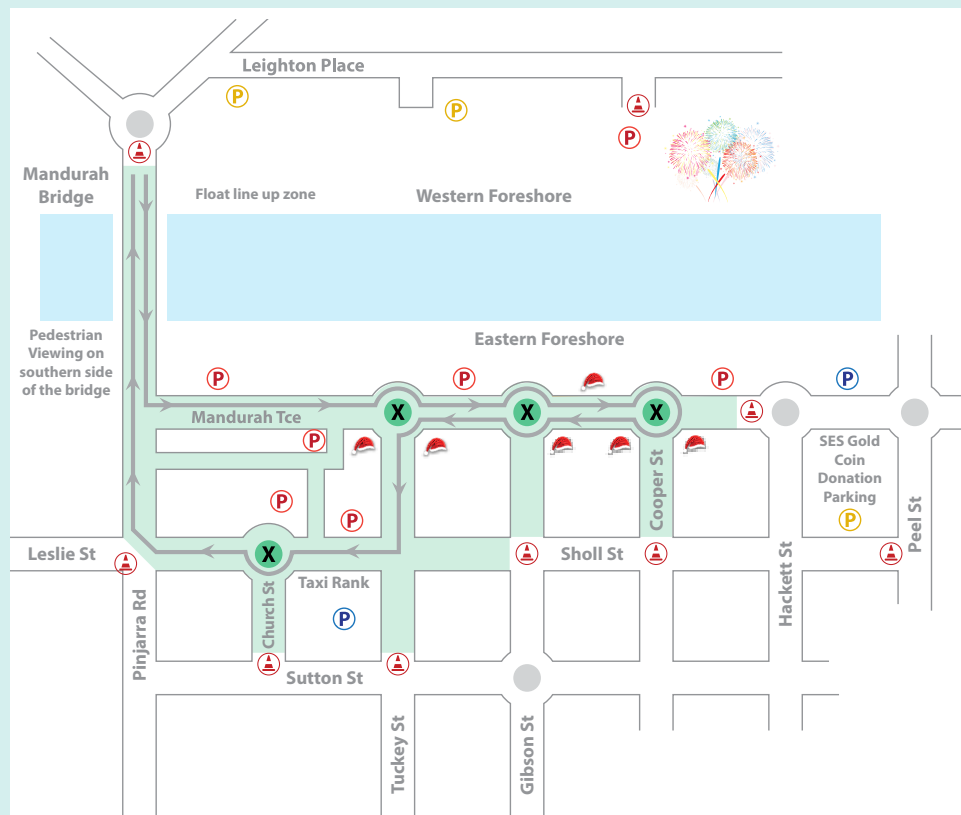 Leighton Place
P
P
P
Mandurah
Bridge
Float line up zone
Western Foreshore
Pedestrian
Viewing on
southern side
of the bridge
Eastern Foreshore
P
P
P
P
Mandurah Tce
X
X
X
P
SES Gold
Coin
Donation
Parking
P
Cooper St
Peel St
P
P
Leslie St
X
Sholl St
Hackett St
Taxi Rank
P
Church St
Pinjarra Rd
Sutton St
Tuckey St
Gibson St